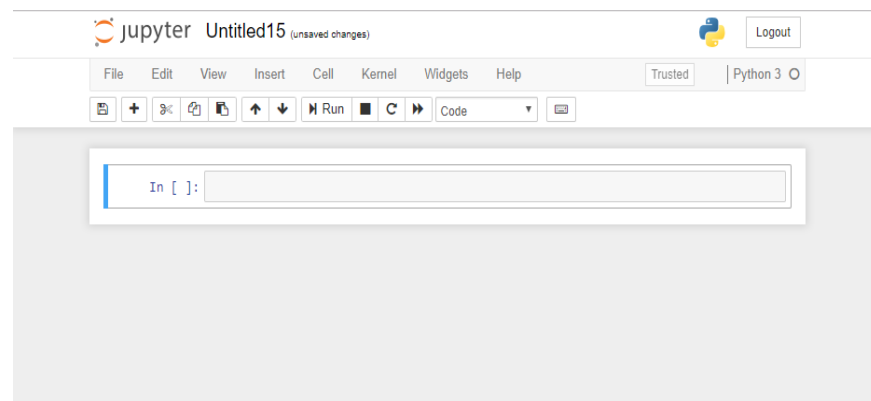 jupyter Untitled15 (unsaved changes) Logout
File Edit View Insert Cell Kernel Widgets Help Trusted Python 3
Run Code
In [ ]: